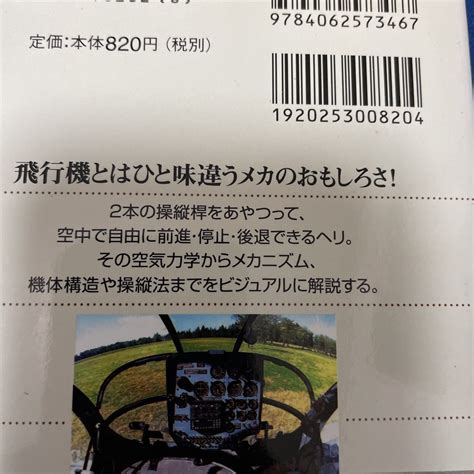 9784062573467
定価：本体820円（税別）
1920253008204
飛行機とはひと味違うメカのおもしろさ！
2本の操縦桿をあやつって、
空中で自由に前進・停止・後退できるヘリ。
その空気力学からメカニズム、
機体構造や操縦法までをビジュアルに解説する。